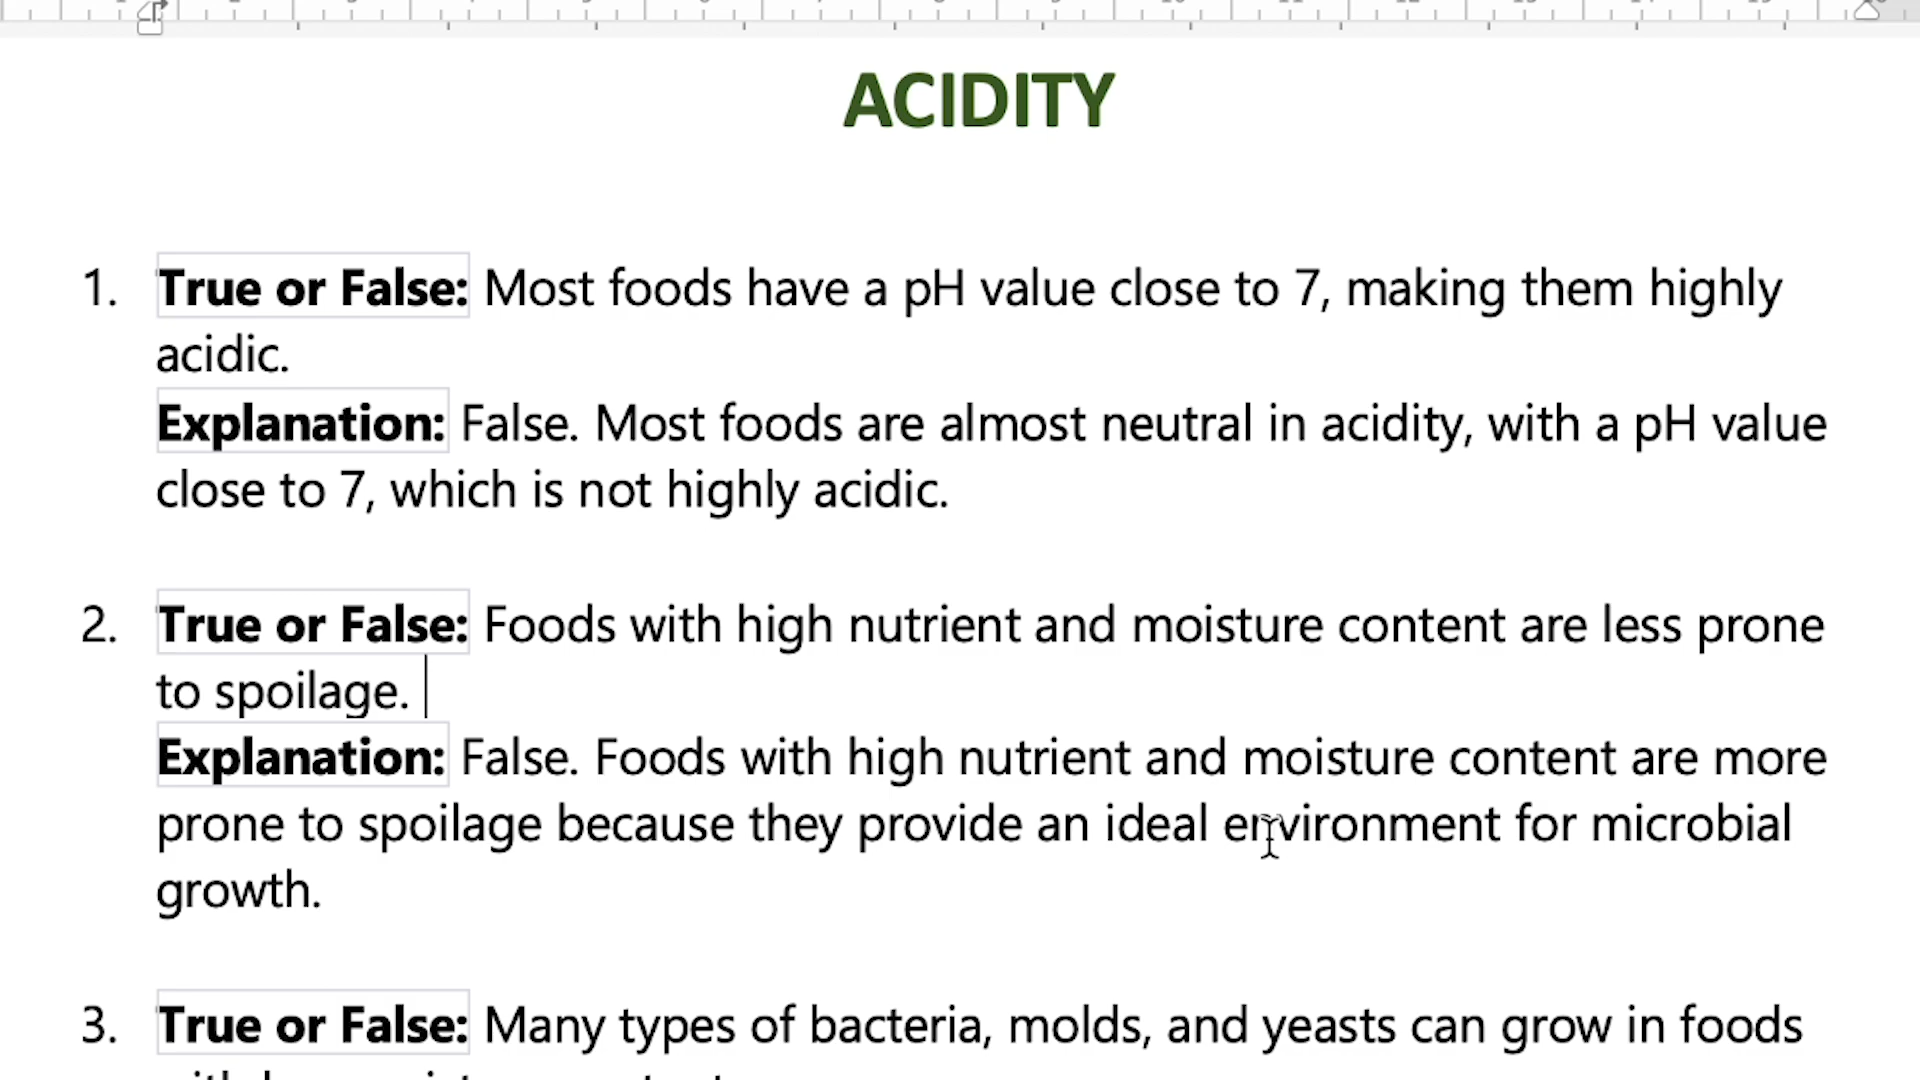 ACIDITY
1. True or False: Most foods have a pH value close to 7, making them highly
acidic.
Explanation: False. Most foods are almost neutral in acidity, with a pH value
close to 7, which is not highly acidic.
2. True or False: Foods with high nutrient and moisture content are less prone
to spoilage.
Explanation: False. Foods with high nutrient and moisture content are more
prone to spoilage because they provide an ideal environment for microbial
growth.
3. True or False: Many types of bacteria, molds, and yeasts can grow in foods